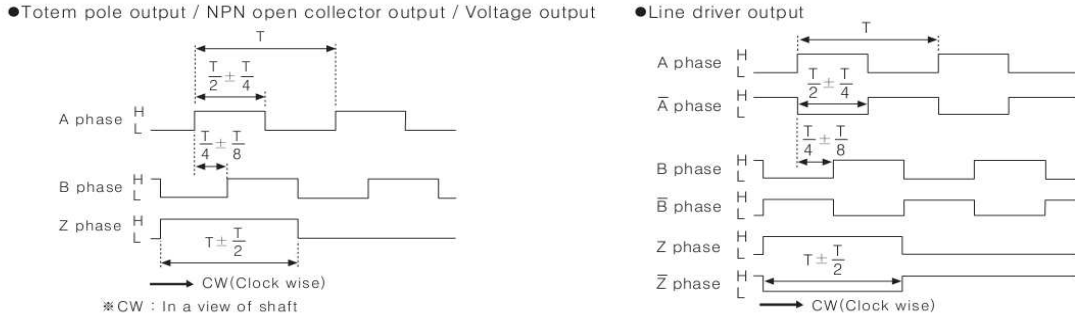 ●Totem pole output / NPN open collector output / Voltage output
T
T/2 ± T/4
A phase H L
T/4 ± T/8
B phase H L
Z phase H L
T ± T/2
CW(Clock wise)
※CW : In a view of shaft
●Line driver output
T
A phase H L
T/2 ± T/4
A̅ phase H L
T/4 ± T/8
B phase H L
B̅ phase H L
Z phase H L
T ± T/2
Z̅ phase H L
CW(Clock wise)